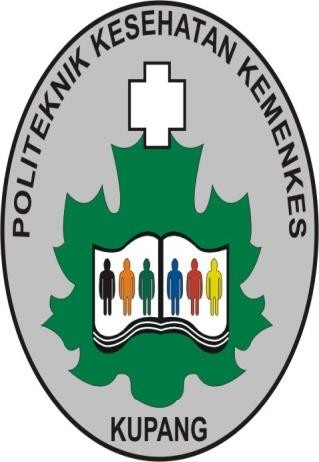 POLITEKNIK KESEHATAN KEMENKES
KUPANG